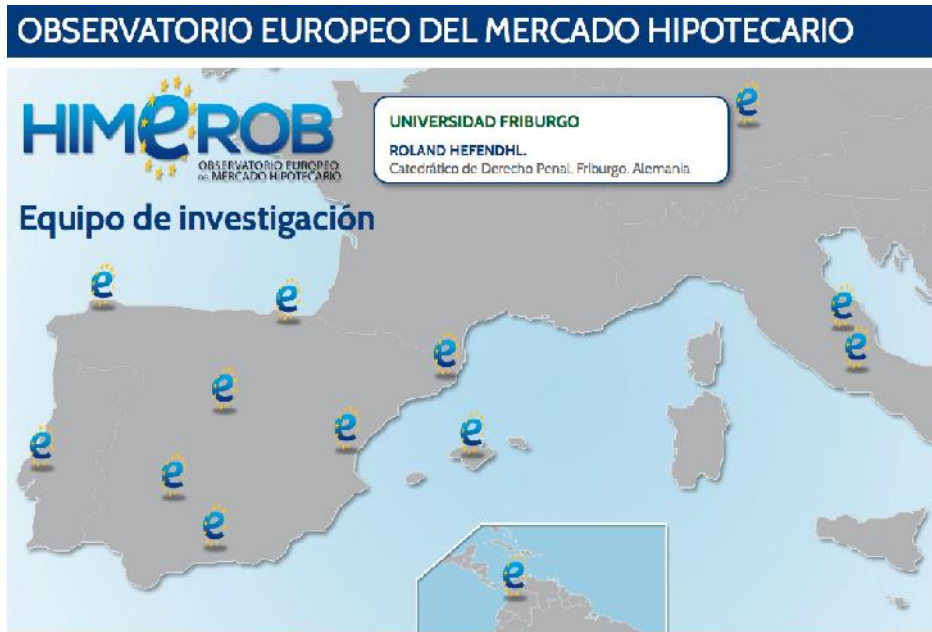 OBSERVATORIO EUROPEO DEL MERCADO HIPOTECARIO
HIMEROB
OBSERVATORIO EUROPEO
DEL MERCADO HIPOTECARIO
UNIVERSIDAD FRIBURGO
ROLAND HEFENDHL.
Catedrático de Derecho Penal. Friburgo. Alemania.
Equipo de investigación
e
e
e
e
e
e
e
e
e
e
e
e
e